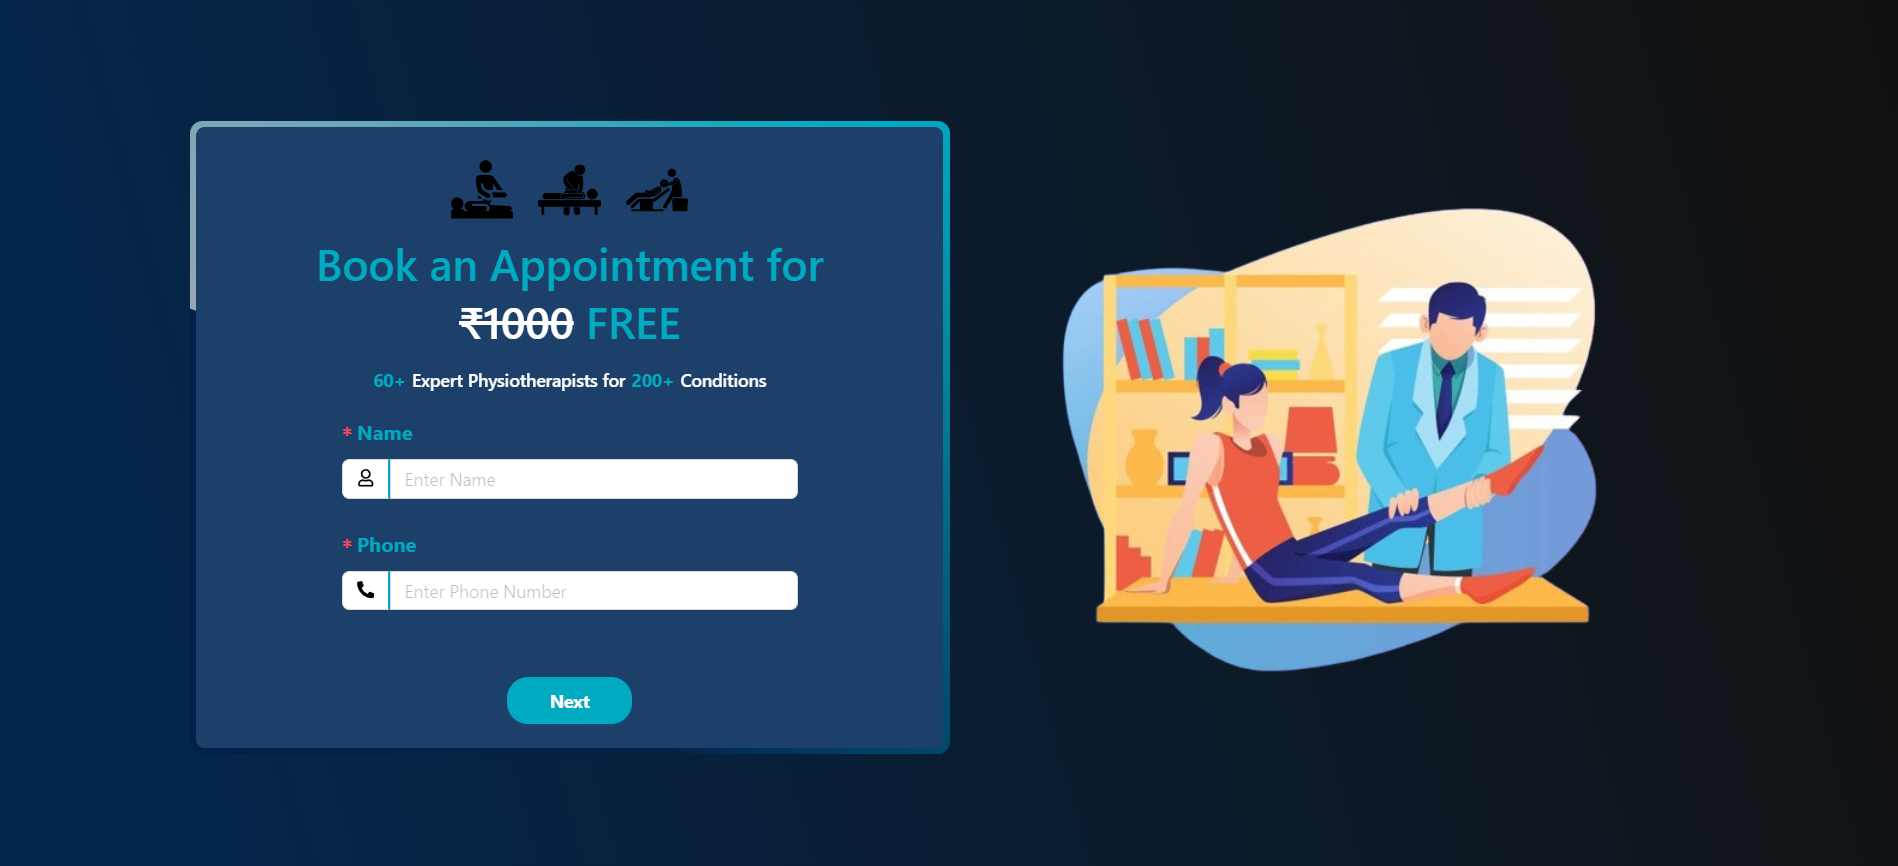 Book an Appointment for
₹1000 FREE
60+ Expert Physiotherapists for 200+ Conditions
* Name
Enter Name
* Phone
Enter Phone Number
Next